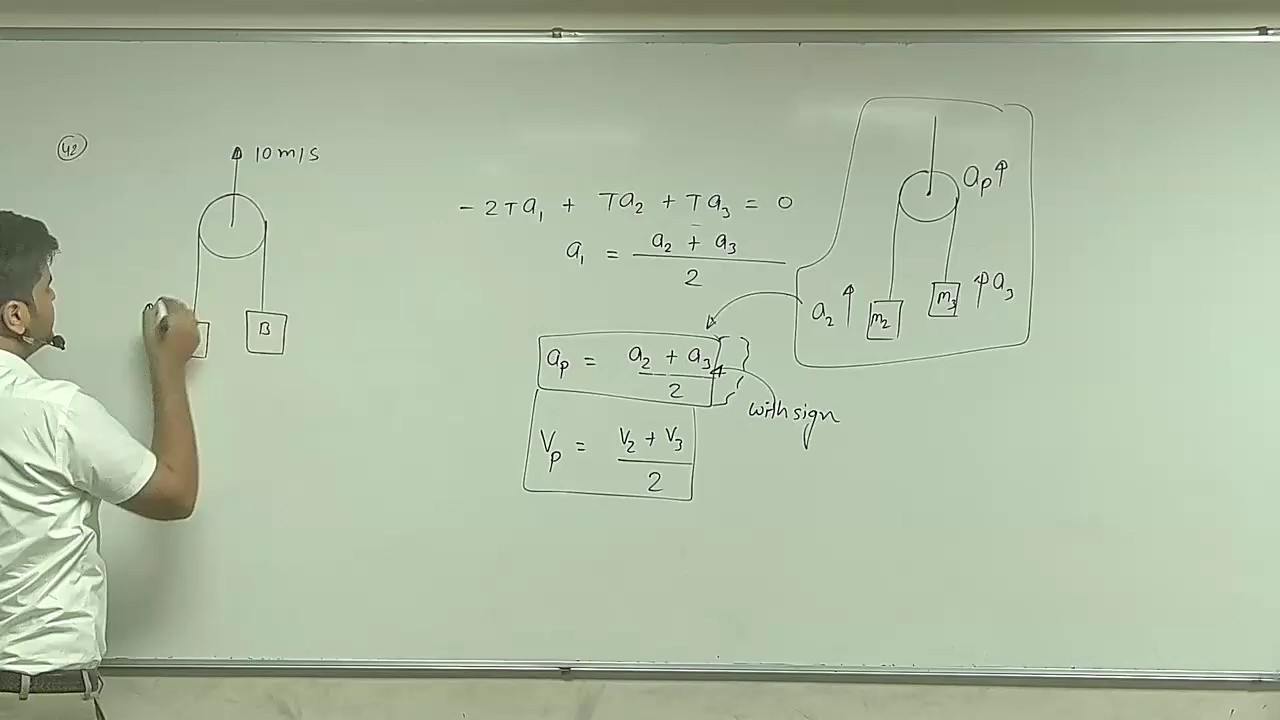 42
10 m/s
B
- 2Ta₁ + Ta₂ + Ta₃ = 0
a₁ = a₂ + a₃ / 2
aₚ = a₂ + a₃ / 2
with sign
Vₚ = V₂ + V₃ / 2
aₚ↑
a₂ ↑
m₂
m₃
↑a₃